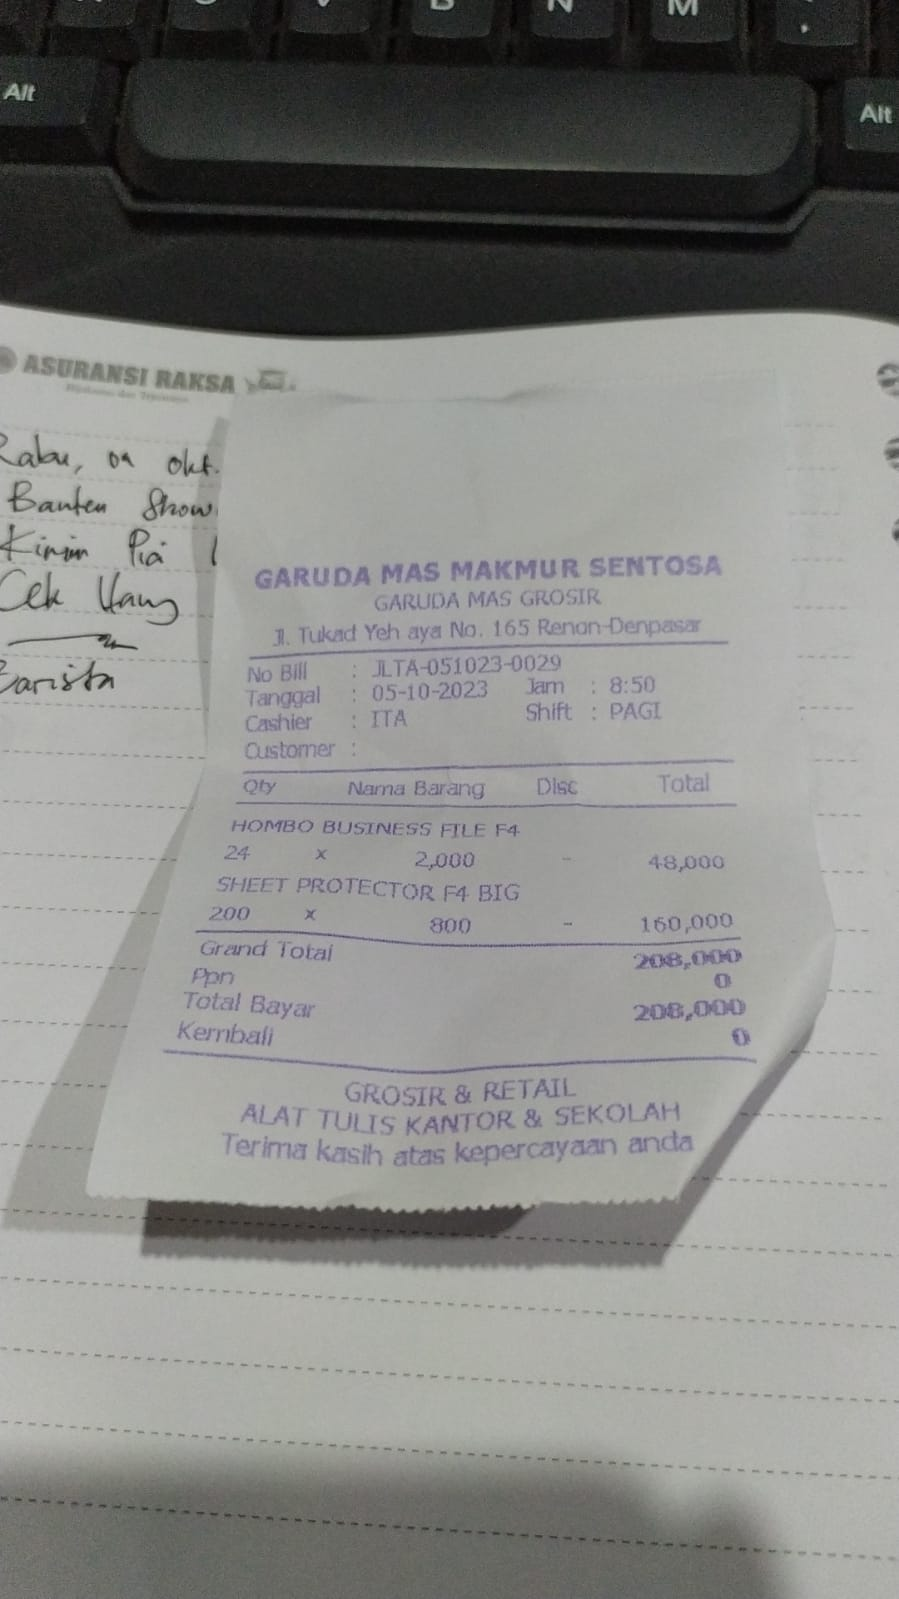 B N M
Alt Alt
ASURANSI RAKSA
Rabu, 04 okt.
Banten Show
Kirim Pia
Cek Uang
Barista
GARUDA MAS MAKMUR SENTOSA
GARUDA MAS GROSIR
Jl. Tukad Yeh aya No. 165 Renon-Denpasar
No Bill : JLTA-051023-0029
Tanggal : 05-10-2023 Jam : 8:50
Cashier : ITA Shift : PAGI
Customer :
Qty Nama Barang Disc Total
HOMBO BUSINESS FILE F4
24 x 2,000 - 48,000
SHEET PROTECTOR F4 BIG
200 x 800 - 160,000
Grand Total 208,000
Ppn 0
Total Bayar 208,000
Kembali 0
GROSIR & RETAIL
ALAT TULIS KANTOR & SEKOLAH
Terima kasih atas kepercayaan anda